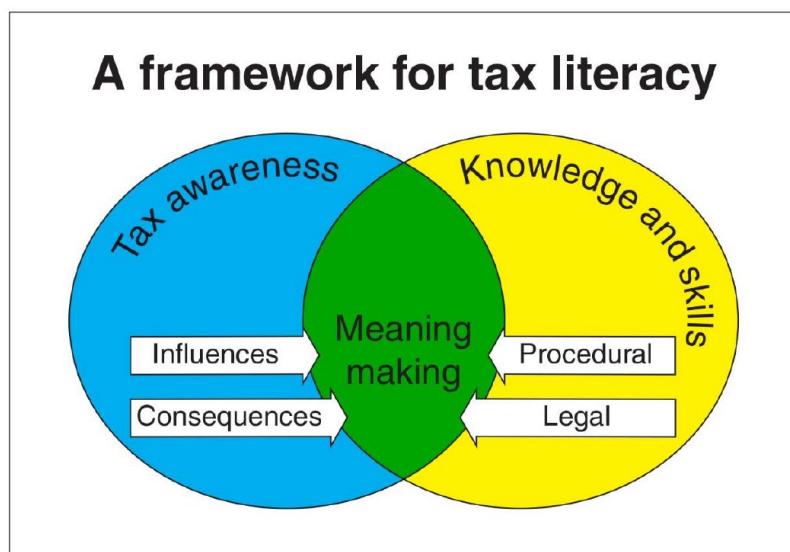 A framework for tax literacy
Tax awareness
Knowledge and skills
Meaning
making
Influences
Consequences
Procedural
Legal